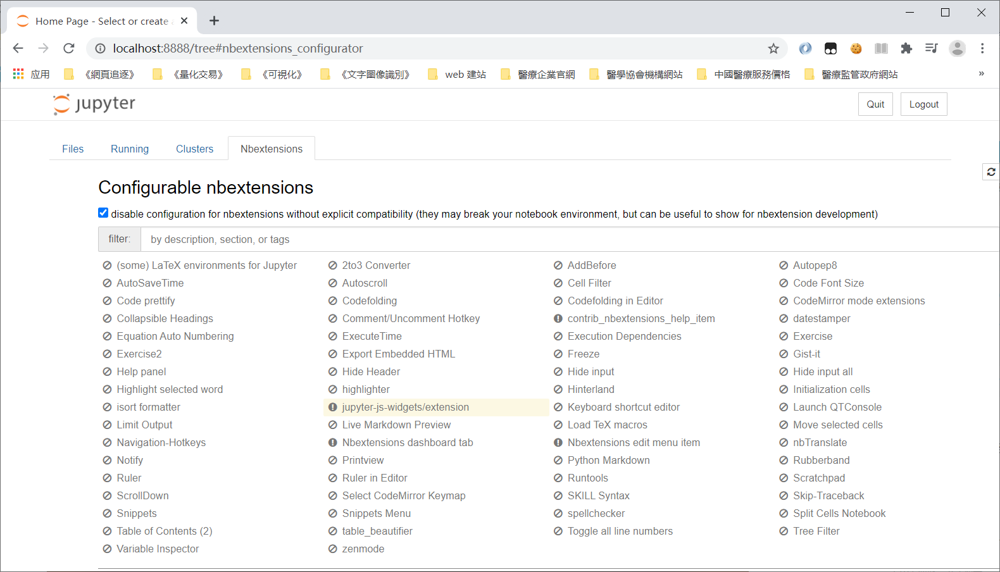 Home Page - Select or create a
localhost:8888/tree#nbextensions_configurator
应用 《網頁追逐》 《量化交易》 《可視化》 《文字圖像識別》 web 建站 醫療企業官網 醫學協會機構網站 中國醫療服務價格 醫療監管政府網站 »
jupyter Quit Logout
Files Running Clusters Nbextensions
Configurable nbextensions
disable configuration for nbextensions without explicit compatibility (they may break your notebook environment, but can be useful to show for nbextension development)
filter: by description, section, or tags
(some) LaTeX environments for Jupyter 2to3 Converter AddBefore Autopep8
AutoSaveTime Autoscroll Cell Filter Code Font Size
Code prettify Codefolding Codefolding in Editor CodeMirror mode extensions
Collapsible Headings Comment/Uncomment Hotkey contrib_nbextensions_help_item datestamper
Equation Auto Numbering ExecuteTime Execution Dependencies Exercise
Exercise2 Export Embedded HTML Freeze Gist-it
Help panel Hide Header Hide input Hide input all
Highlight selected word highlighter Hinterland Initialization cells
isort formatter jupyter-js-widgets/extension Keyboard shortcut editor Launch QTConsole
Limit Output Live Markdown Preview Load TeX macros Move selected cells
Navigation-Hotkeys Nbextensions dashboard tab Nbextensions edit menu item nbTranslate
Notify Printview Python Markdown Rubberband
Ruler Ruler in Editor Runtools Scratchpad
ScrollDown Select CodeMirror Keymap SKILL Syntax Skip-Traceback
Snippets Snippets Menu spellchecker Split Cells Notebook
Table of Contents (2) table_beautifier Toggle all line numbers Tree Filter
Variable Inspector zenmode